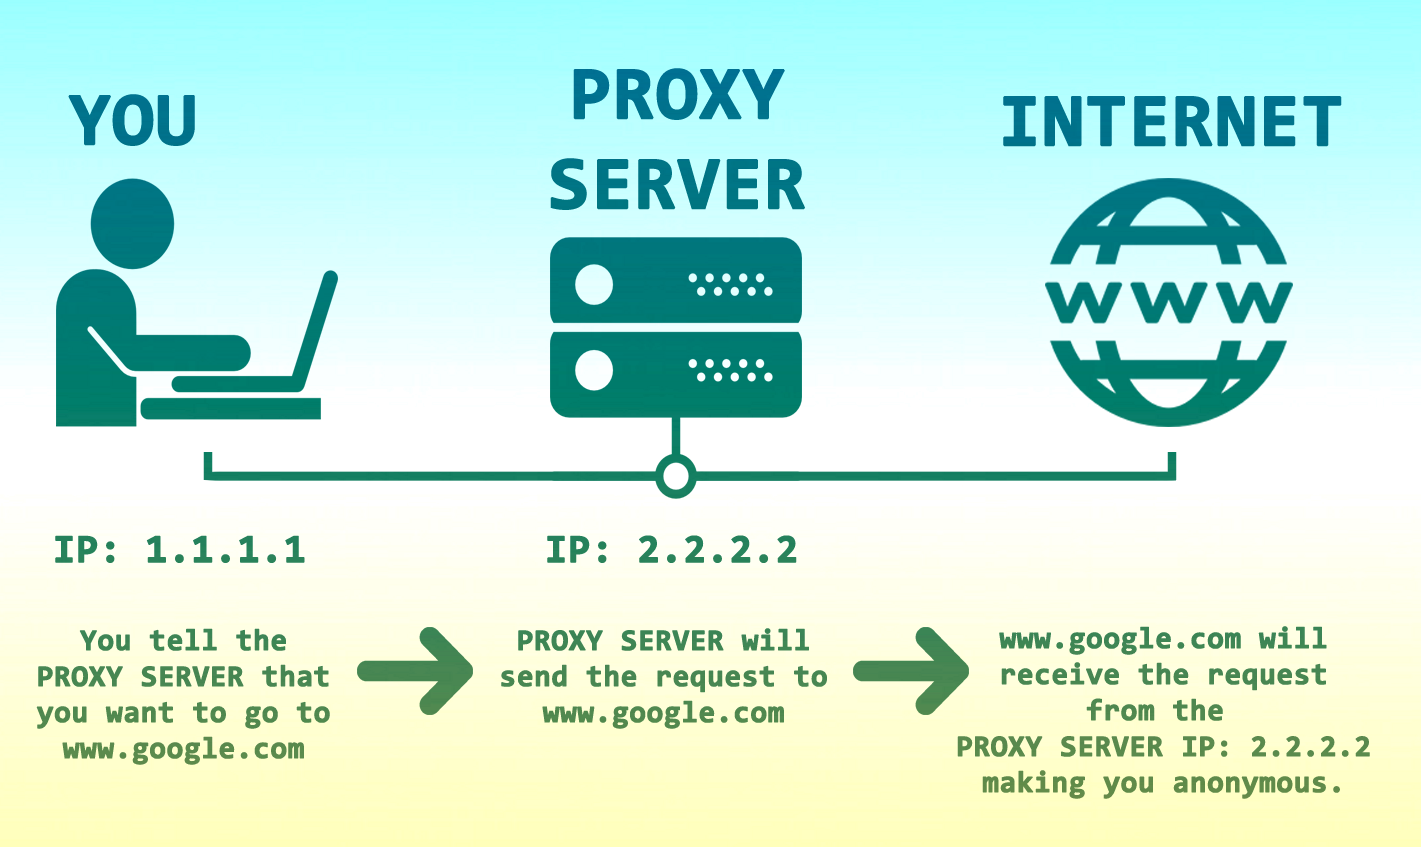 YOU
PROXY
SERVER
INTERNET
www
IP: 1.1.1.1
IP: 2.2.2.2
You tell the
PROXY SERVER that
you want to go to
www.google.com
PROXY SERVER will
send the request to
www.google.com
www.google.com will
receive the request
from the
PROXY SERVER IP: 2.2.2.2
making you anonymous.